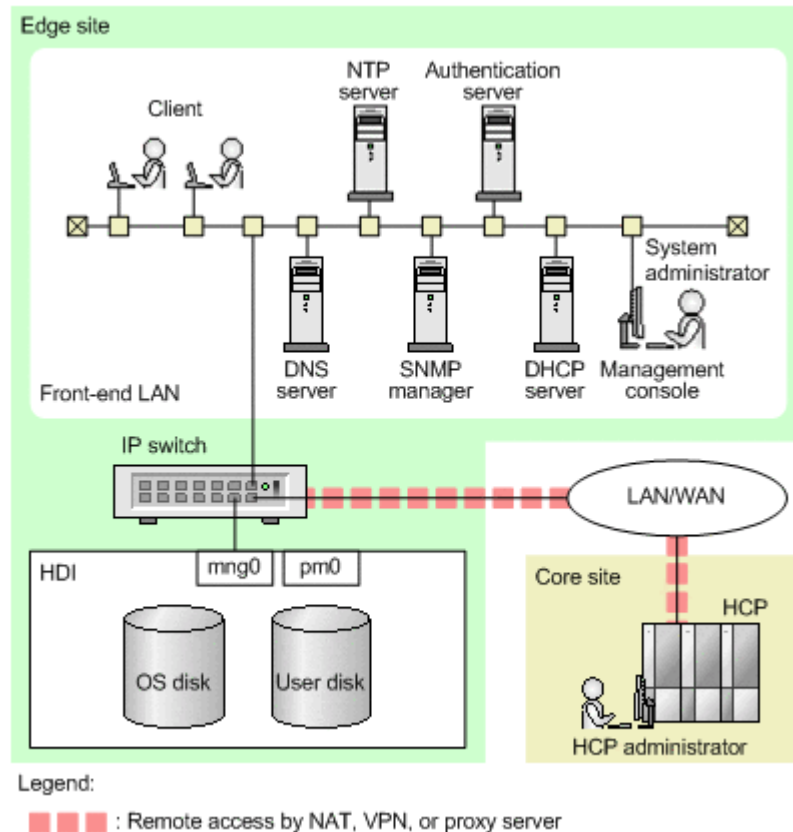 Edge site
NTP
server
Authentication
server
Client
System
administrator
DNS
server
SNMP
manager
DHCP
server
Management
console
Front-end LAN
IP switch
LAN/WAN
HDI
mng0
pm0
OS disk
User disk
Core site
HCP
HCP administrator
Legend:
: Remote access by NAT, VPN, or proxy server